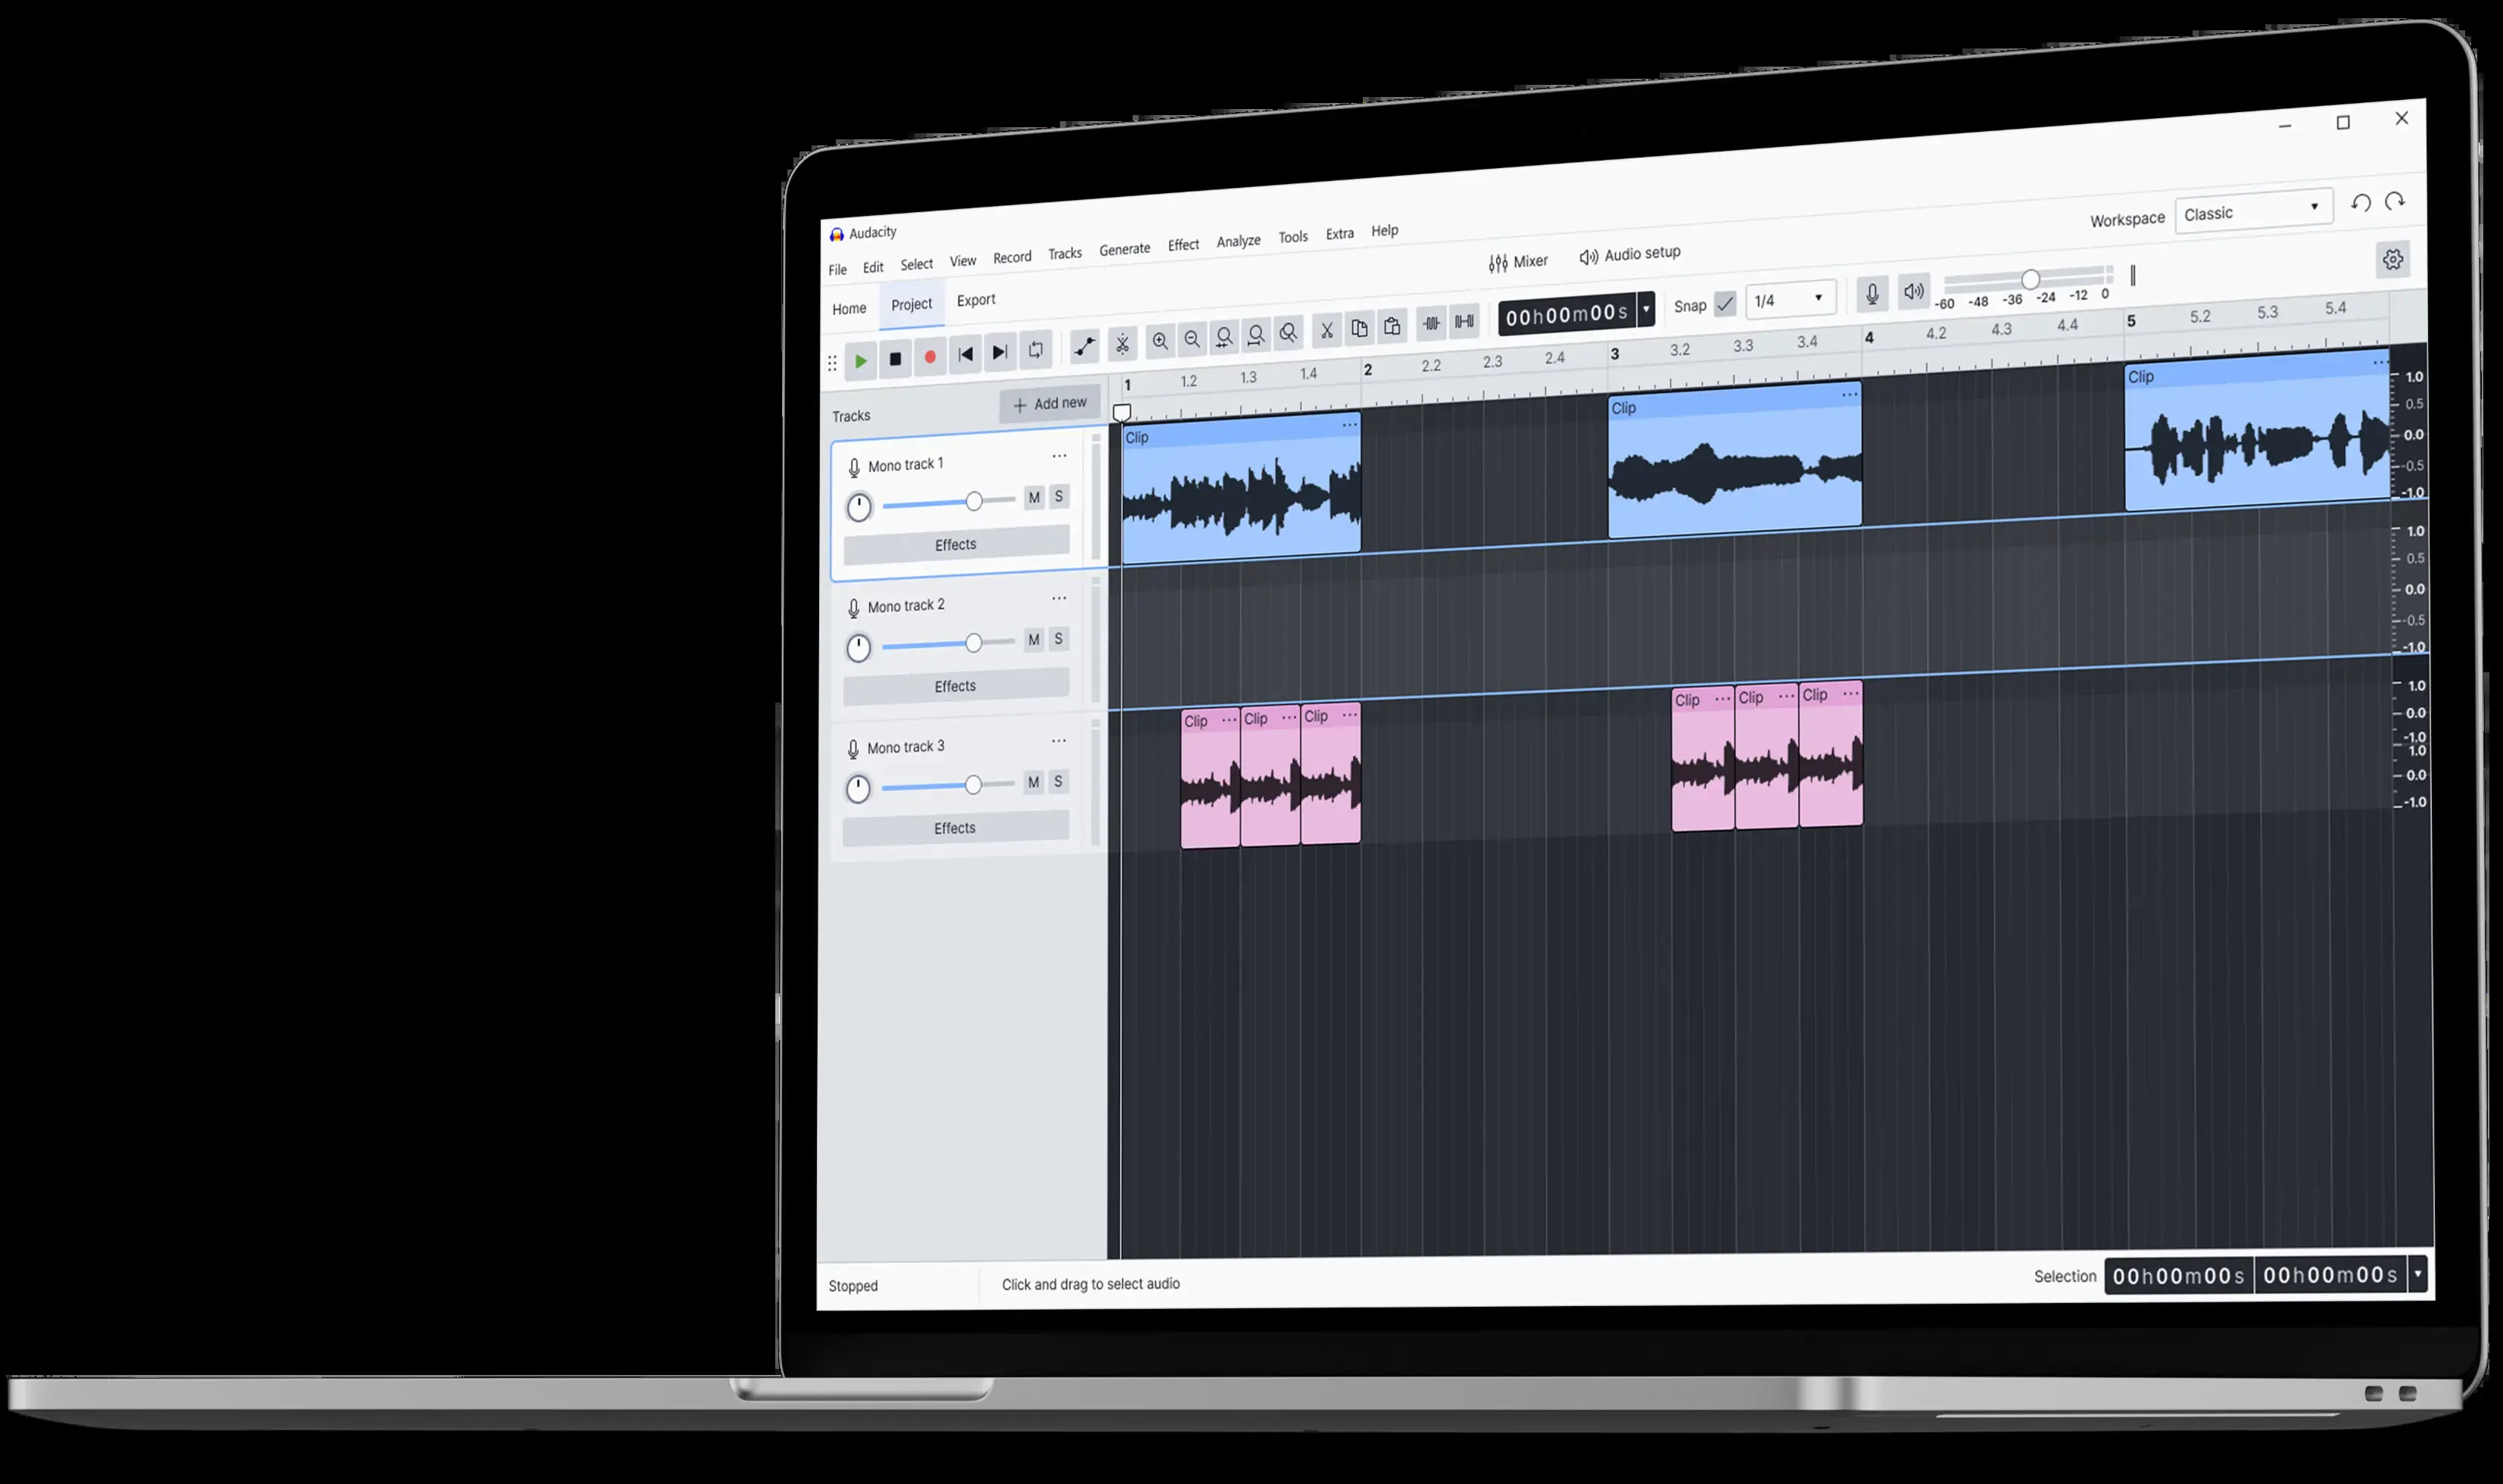 Audacity
File Edit Select View Record Tracks Generate Effect Analyze Tools Extra Help
Workspace Classic
Home Project Export
Mixer Audio setup
00h00m00s
Snap 1/4
-60 -48 -36 -24 -12 0
Tracks
Add new
1 1.2 1.3 1.4 2 2.2 2.3 2.4 3 3.2 3.3 3.4 4 4.2 4.3 4.4 5 5.2 5.3 5.4
Mono track 1
M S
Effects
Clip Clip Clip
1.0
0.5
0.0
-0.5
-1.0
Mono track 2
M S
Effects
1.0
0.5
0.0
-0.5
-1.0
Mono track 3
M S
Effects
Clip Clip Clip Clip Clip Clip
1.0
0.0
-1.0
1.0
0.0
-1.0
Stopped
Click and drag to select audio
Selection 00h00m00s 00h00m00s